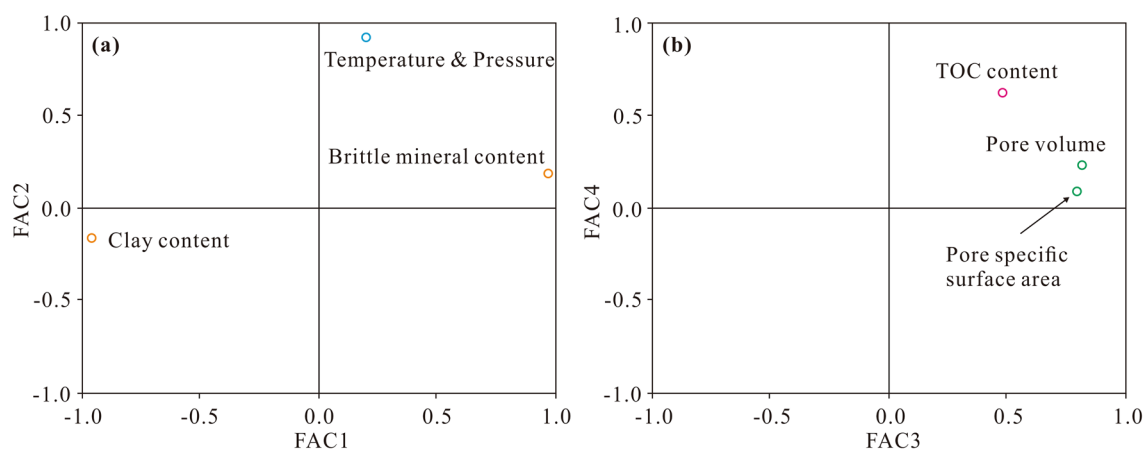 1.0
(a)
Temperature & Pressure
0.5
Brittle mineral content
FAC2
0.0
Clay content
-0.5
-1.0
-1.0 -0.5 0.0 0.5 1.0
FAC1
1.0
(b)
TOC content
0.5
Pore volume
FAC4
0.0
Pore specific
surface area
-0.5
-1.0
-1.0 -0.5 0.0 0.5 1.0
FAC3